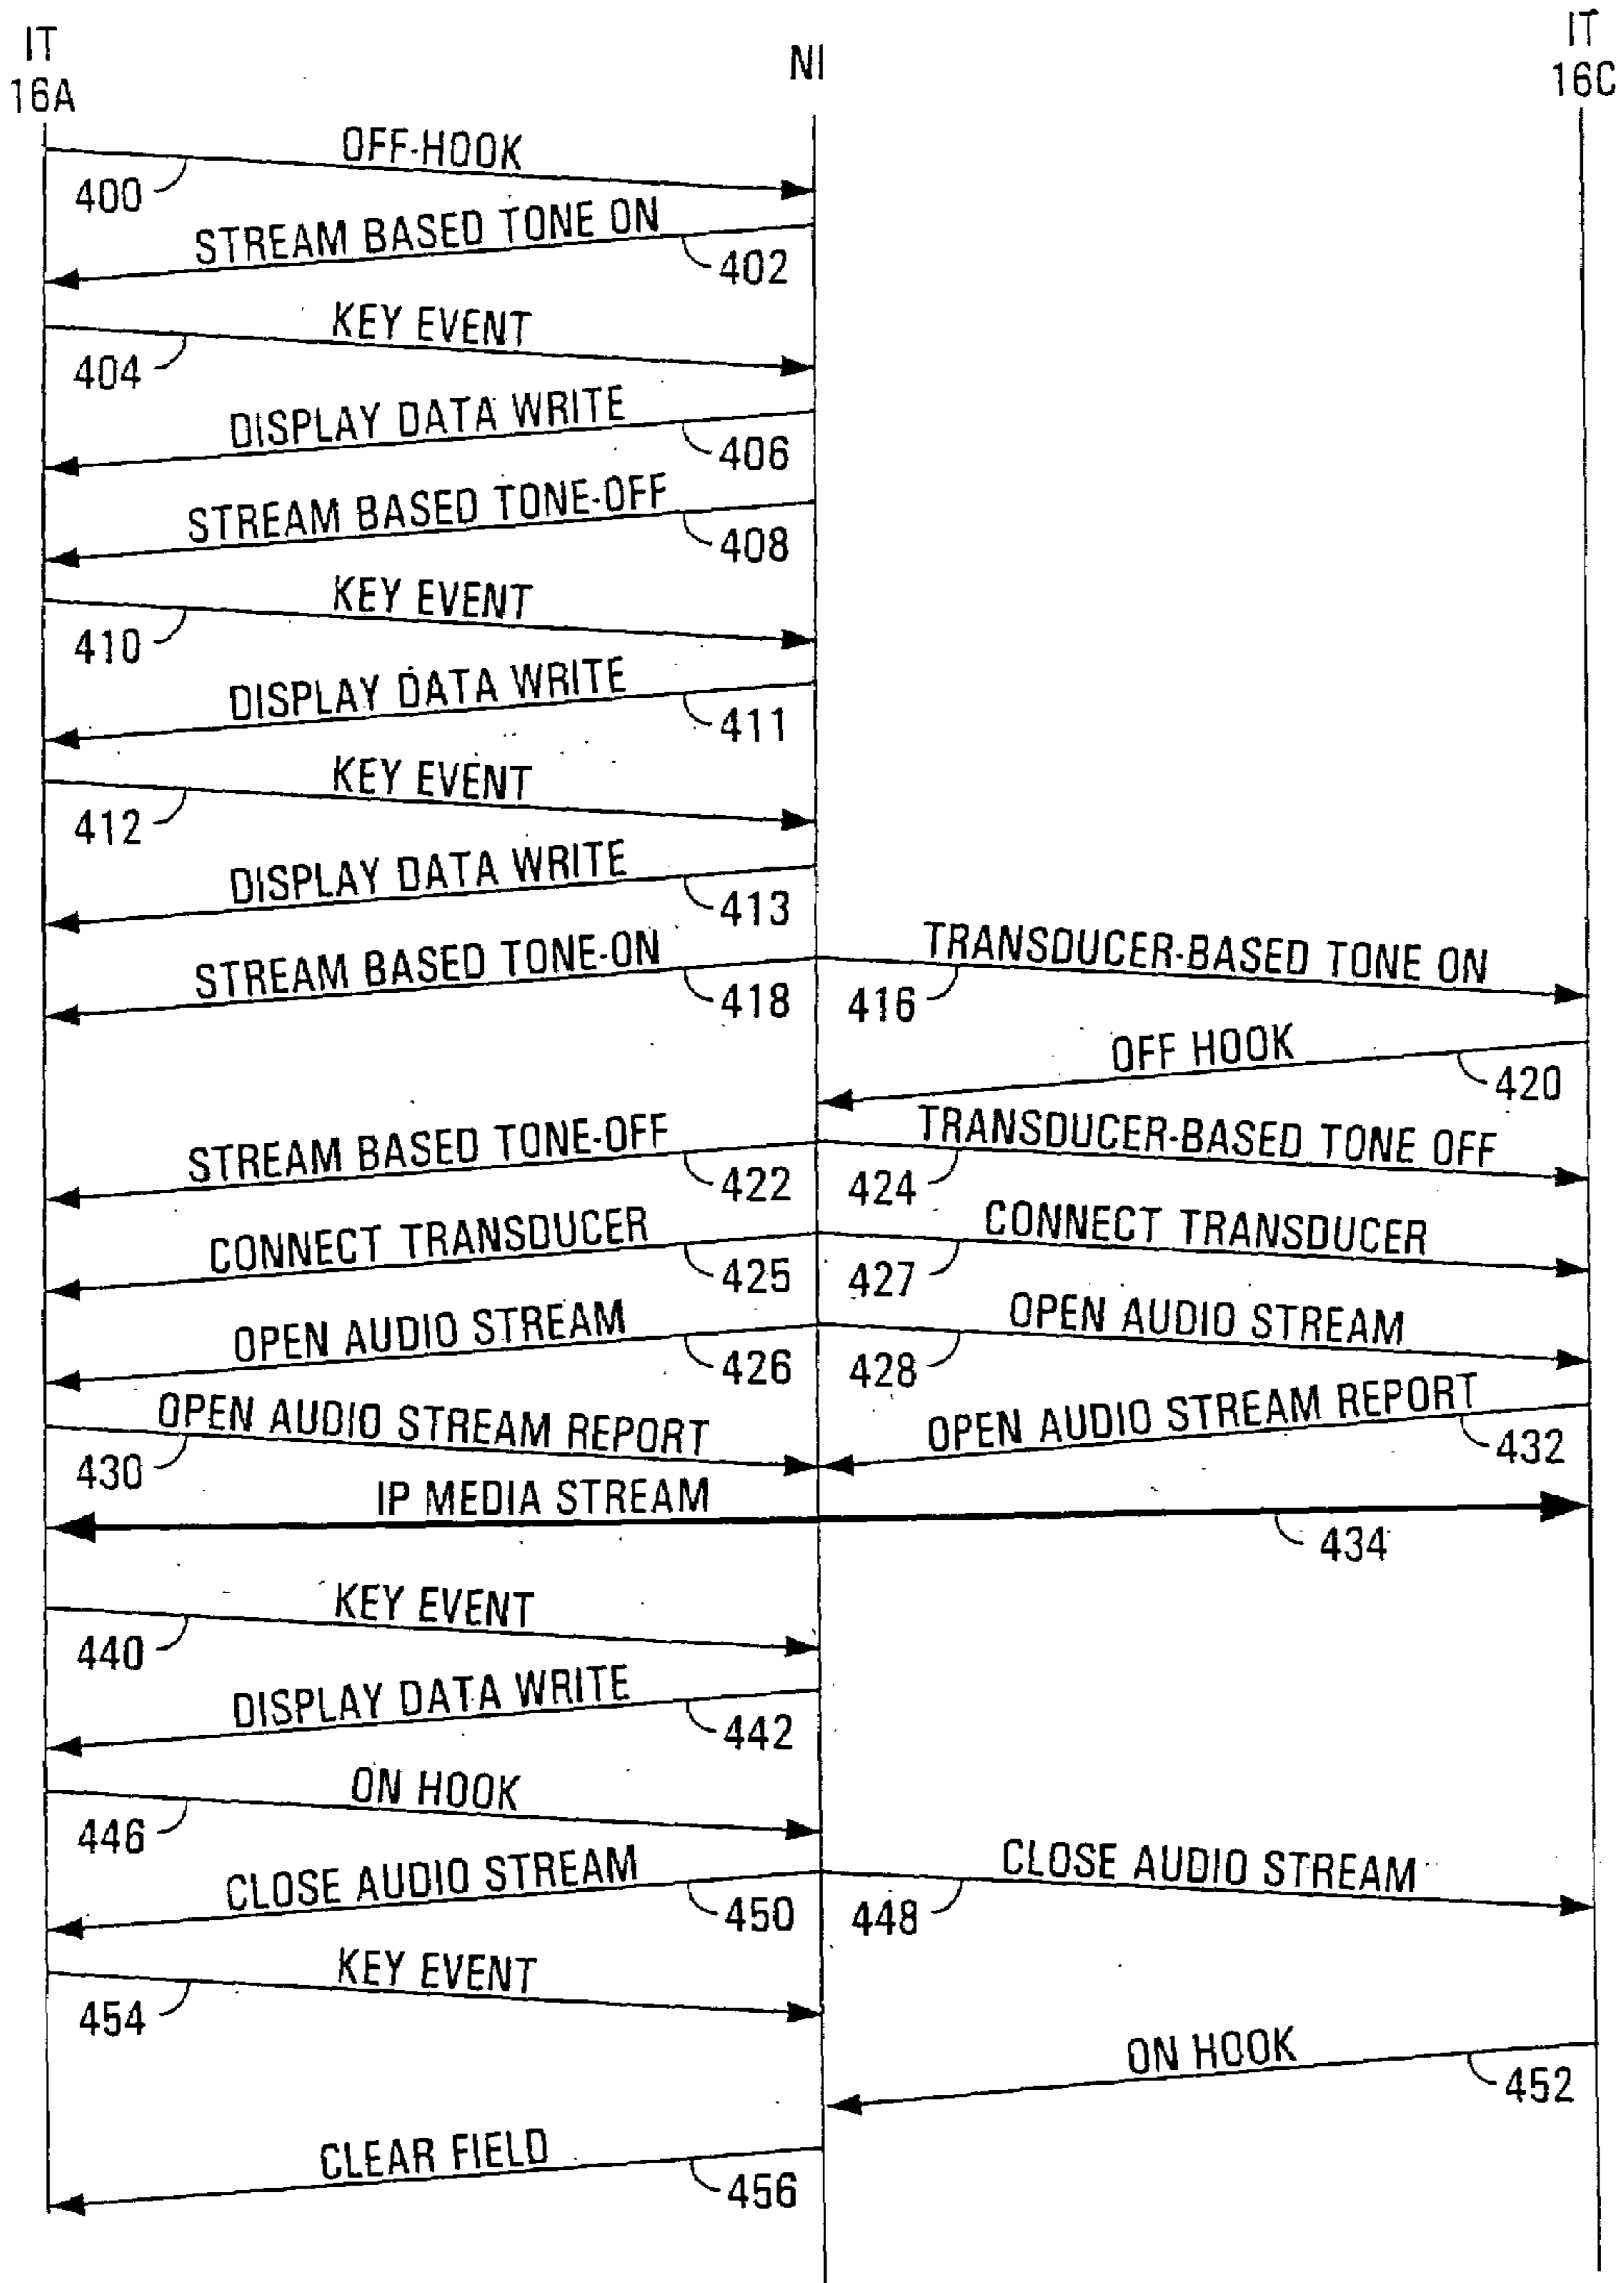 IT
16A
NI
IT
16C
OFF-HOOK
400
STREAM BASED TONE ON
402
KEY EVENT
404
DISPLAY DATA WRITE
406
STREAM BASED TONE-OFF
408
KEY EVENT
410
DISPLAY DATA WRITE
411
KEY EVENT
412
DISPLAY DATA WRITE
413
STREAM BASED TONE-ON
418
TRANSDUCER-BASED TONE ON
416
OFF HOOK
420
STREAM BASED TONE-OFF
422
TRANSDUCER-BASED TONE OFF
424
CONNECT TRANSDUCER
425
CONNECT TRANSDUCER
427
OPEN AUDIO STREAM
426
OPEN AUDIO STREAM
428
OPEN AUDIO STREAM REPORT
430
OPEN AUDIO STREAM REPORT
432
IP MEDIA STREAM
434
KEY EVENT
440
DISPLAY DATA WRITE
442
ON HOOK
446
CLOSE AUDIO STREAM
450
CLOSE AUDIO STREAM
448
KEY EVENT
454
ON HOOK
452
CLEAR FIELD
456